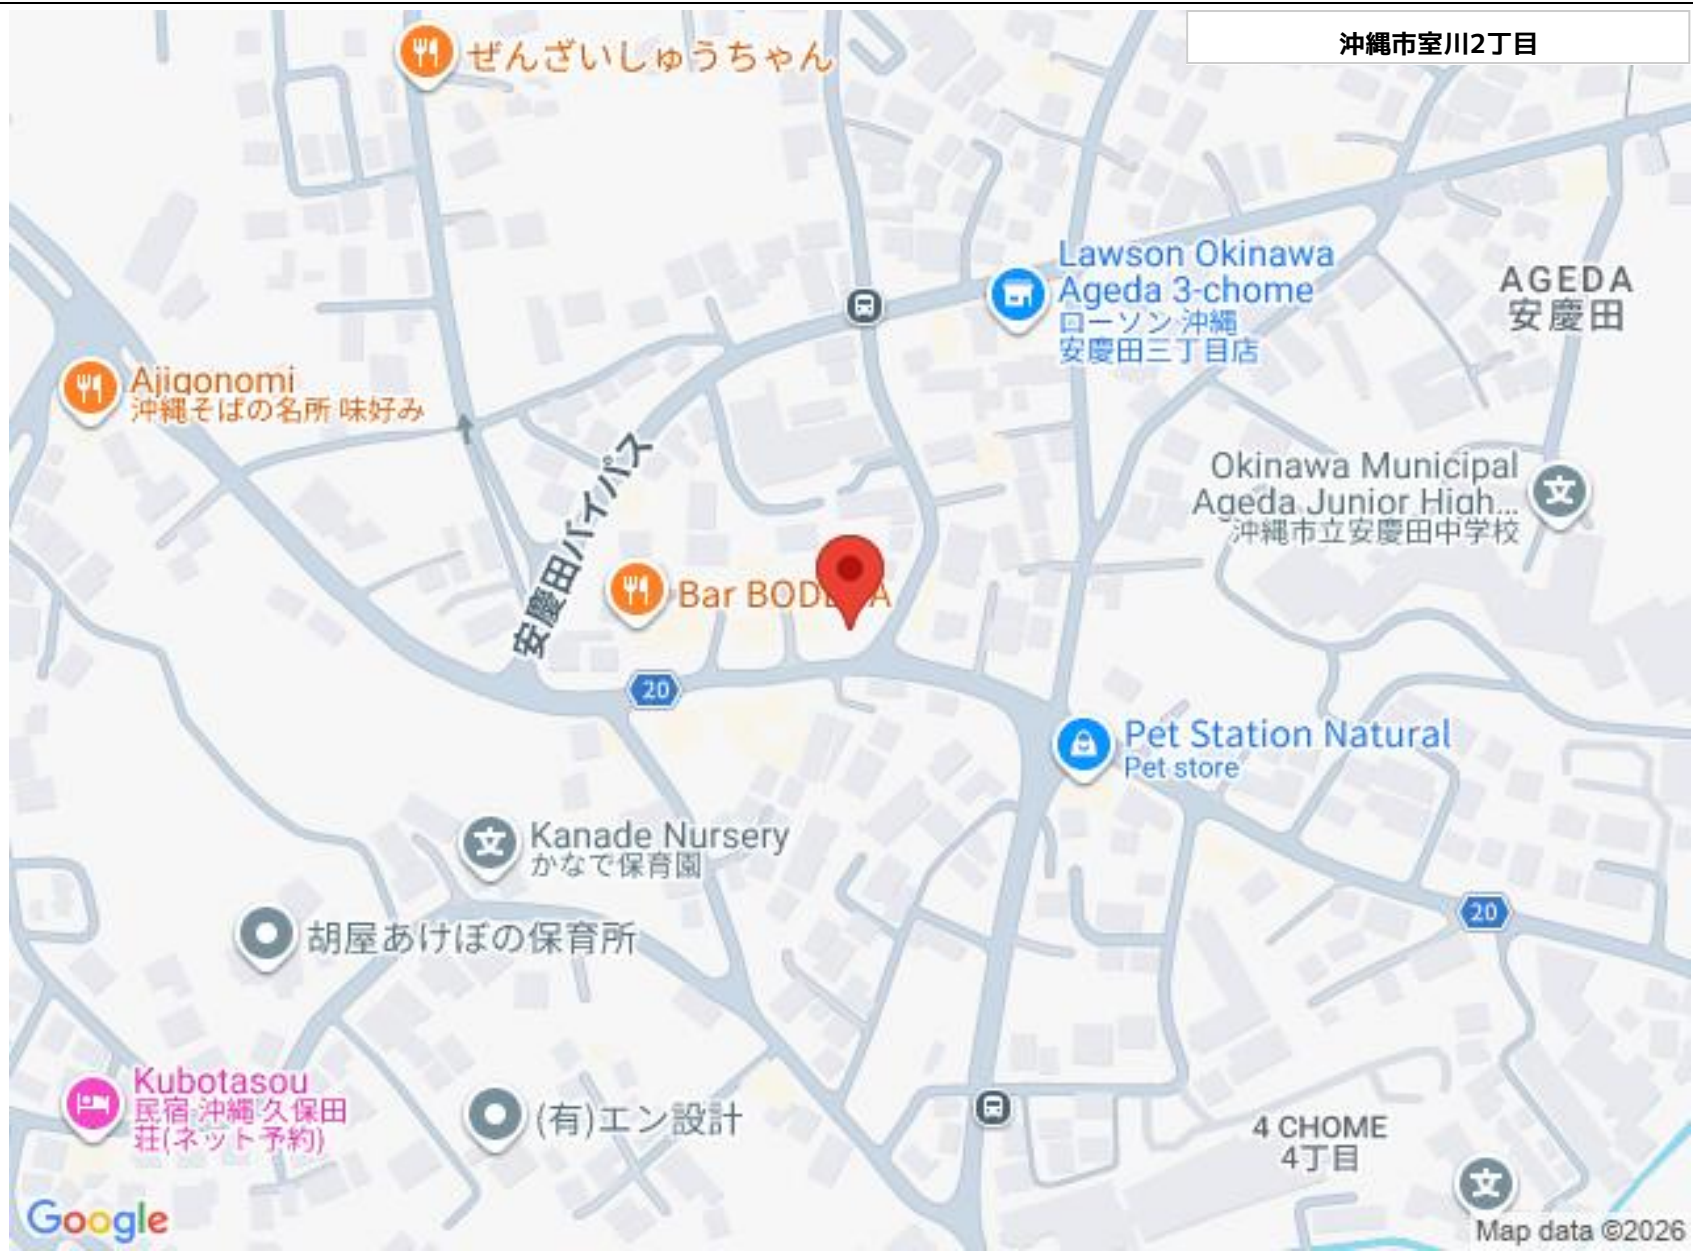 沖縄市室川2丁目
ぜんざいしゅうちゃん
Lawson Okinawa
Ageda 3-chome
ローソン 沖縄
安慶田三丁目店
AGEDA
安慶田
Ajigonomi
沖縄そばの名所 味好み
安慶田バイパス
Okinawa Municipal
Ageda Junior High...
沖縄市立安慶田中学校
Bar
20
Pet Station Natural
Pet store
Kanade Nursery
かなで保育園
20
胡屋あけぼの保育所
Kubotasou
民宿 沖縄 久保田
荘(ネット予約)
(有)エン設計
4 CHOME
4丁目
Google
Map data ©2026